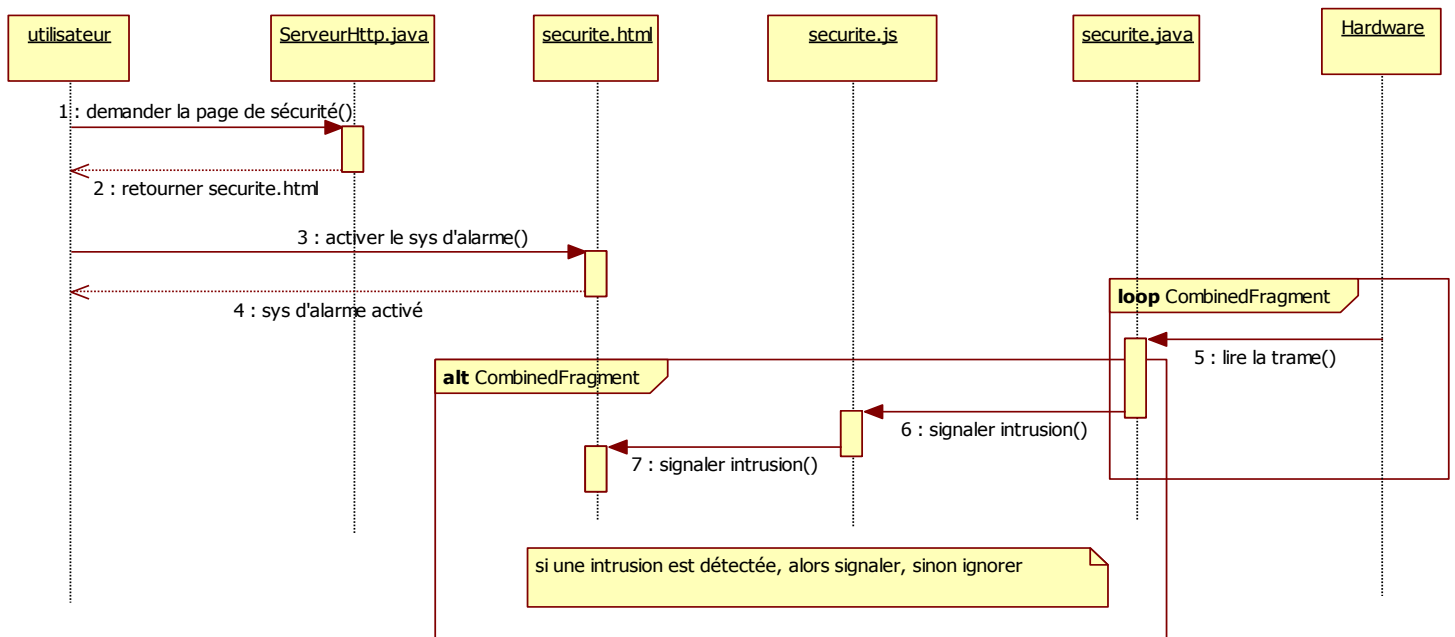 utilisateur
ServeurHttp.java
securite.html
securite.js
securite.java
Hardware
1 : demander la page de sécurité()
2 : retourner securite.html
3 : activer le sys d'alarme()
4 : sys d'alarme activé
loop CombinedFragment
5 : lire la trame()
alt CombinedFragment
6 : signaler intrusion()
7 : signaler intrusion()
si une intrusion est détectée, alors signaler, sinon ignorer